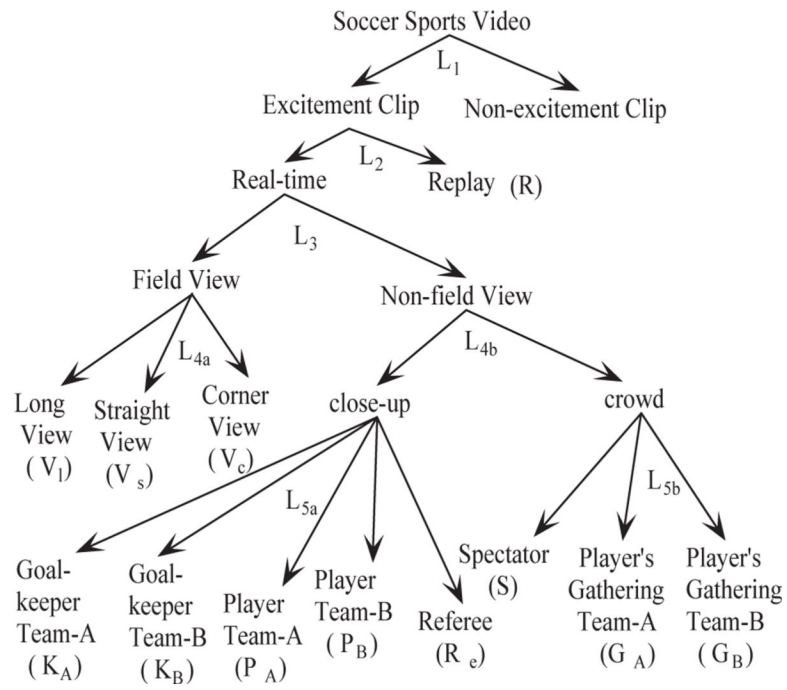 Soccer Sports Video
L1
Excitement Clip
Non-excitement Clip
L2
Real-time
Replay (R)
L3
Field View
Non-field View
L4a
L4b
Long
View
(Vl)
Straight
View
(Vs)
Corner
View
(Vc)
close-up
crowd
L5a
L5b
Goal-
keeper
Team-A
(KA)
Goal-
keeper
Team-B
(KB)
Player
Team-A
(PA)
Player
Team-B
(PB)
Referee
(Re)
Spectator
(S)
Player's
Gathering
Team-A
(GA)
Player's
Gathering
Team-B
(GB)